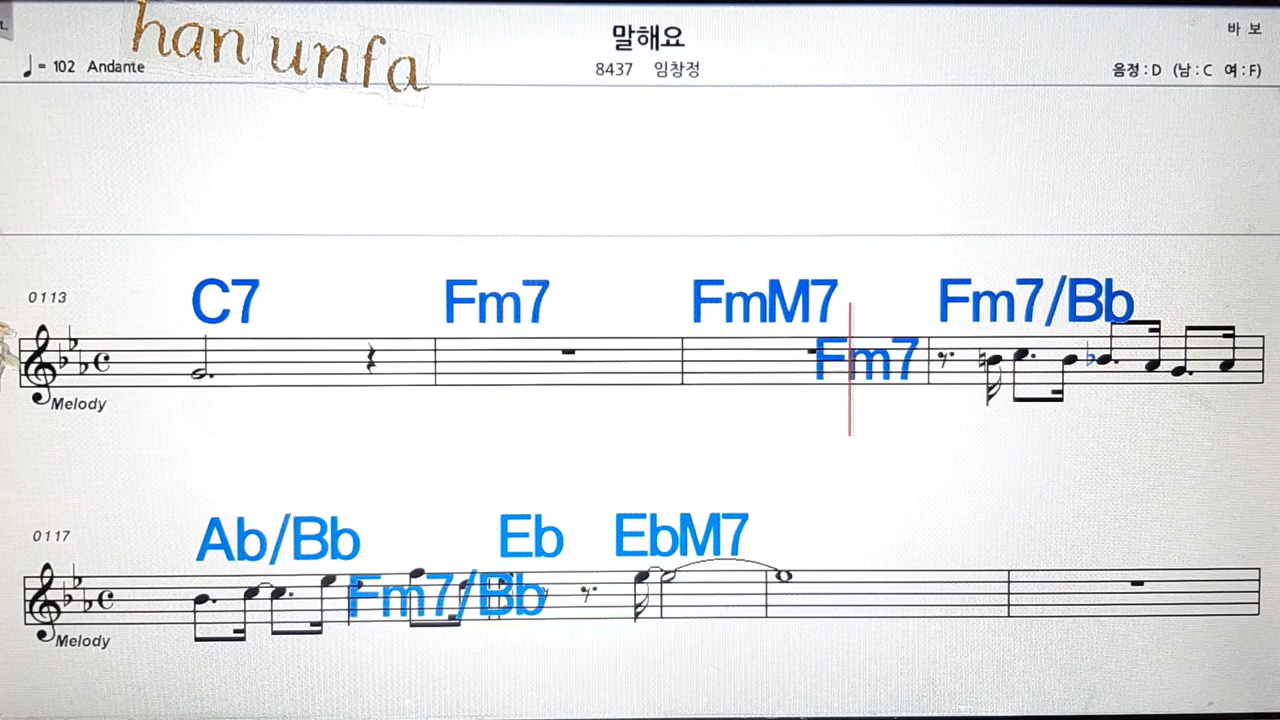 han unfa
말해요
바 보
♩= 102 Andante
8437 임창정
음정 : D (남 : C 여 : F)
C7 Fm7 FmM7 Fm7/Bb
0113
Fm7
Melody
0117
Ab/Bb Eb EbM7
Fm7/Bb
Melody